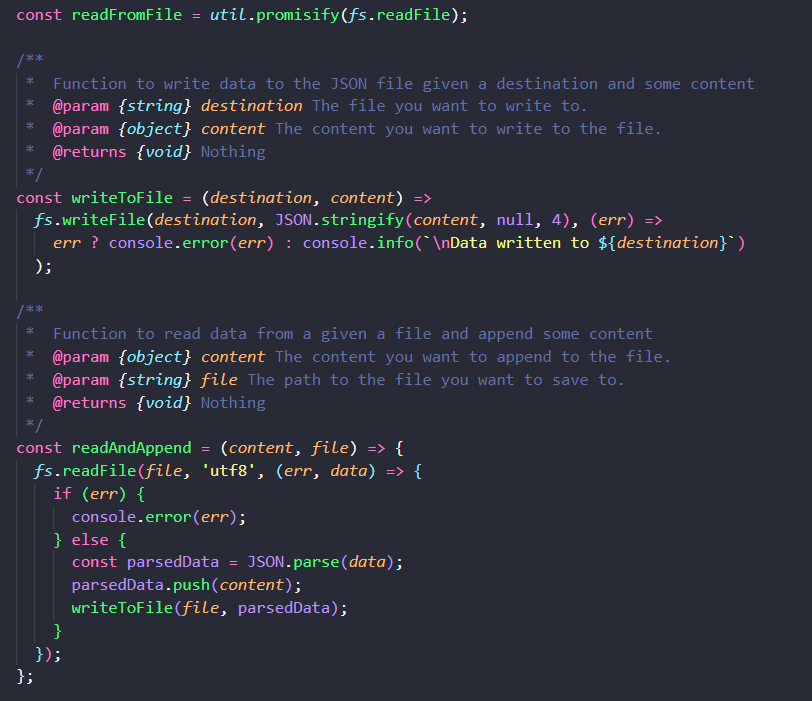 const readFromFile = util.promisify(fs.readFile);
/**
 *  Function to write data to the JSON file given a destination and some content
 *  @param {string} destination The file you want to write to.
 *  @param {object} content The content you want to write to the file.
 *  @returns {void} Nothing
 */
const writeToFile = (destination, content) =>
  fs.writeFile(destination, JSON.stringify(content, null, 4), (err) =>
    err ? console.error(err) : console.info(`\nData written to ${destination}`)
  );
/**
 *  Function to read data from a given a file and append some content
 *  @param {object} content The content you want to append to the file.
 *  @param {string} file The path to the file you want to save to.
 *  @returns {void} Nothing
 */
const readAndAppend = (content, file) => {
  fs.readFile(file, 'utf8', (err, data) => {
    if (err) {
      console.error(err);
    } else {
      const parsedData = JSON.parse(data);
      parsedData.push(content);
      writeToFile(file, parsedData);
    }
  });
};